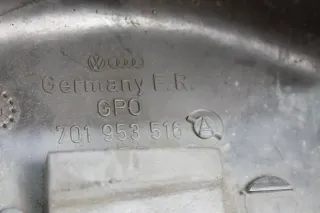 Germany F.R.
GPO
701 953 516 A